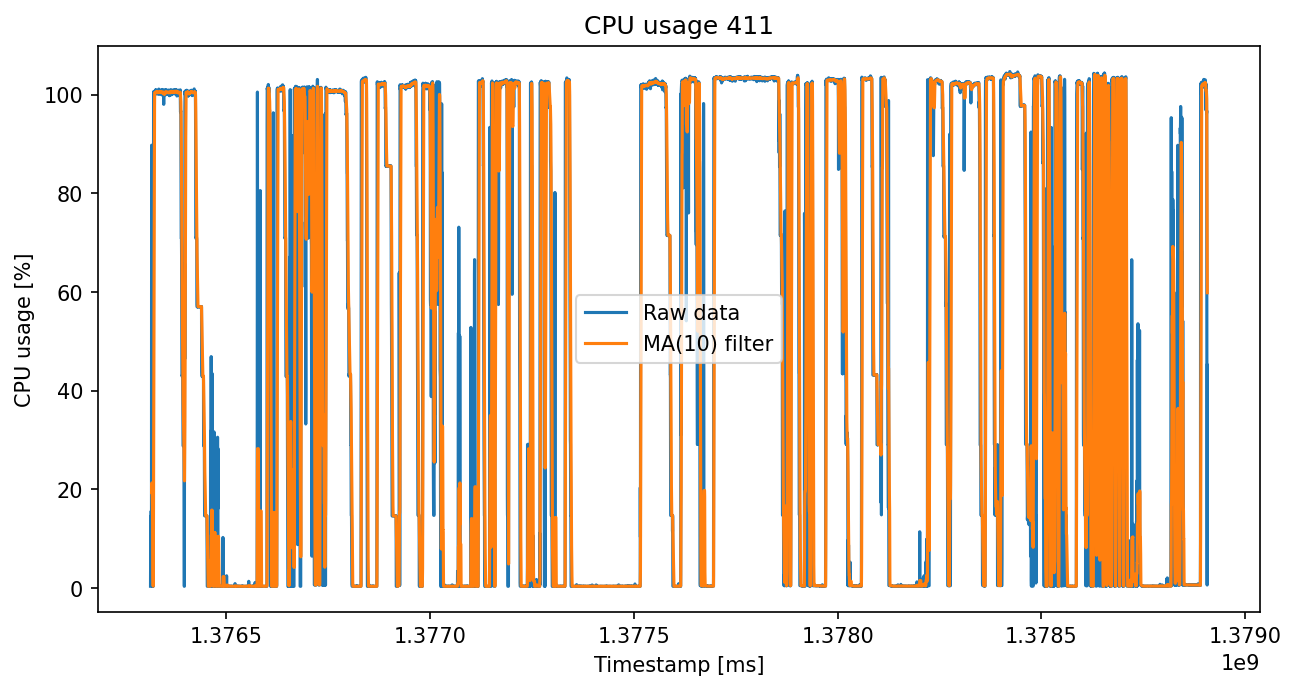 CPU usage 411
CPU usage [%]
100
80
60
40
20
0
Raw data
MA(10) filter
1.3765
1.3770
1.3775
1.3780
1.3785
1.3790
1e9
Timestamp [ms]